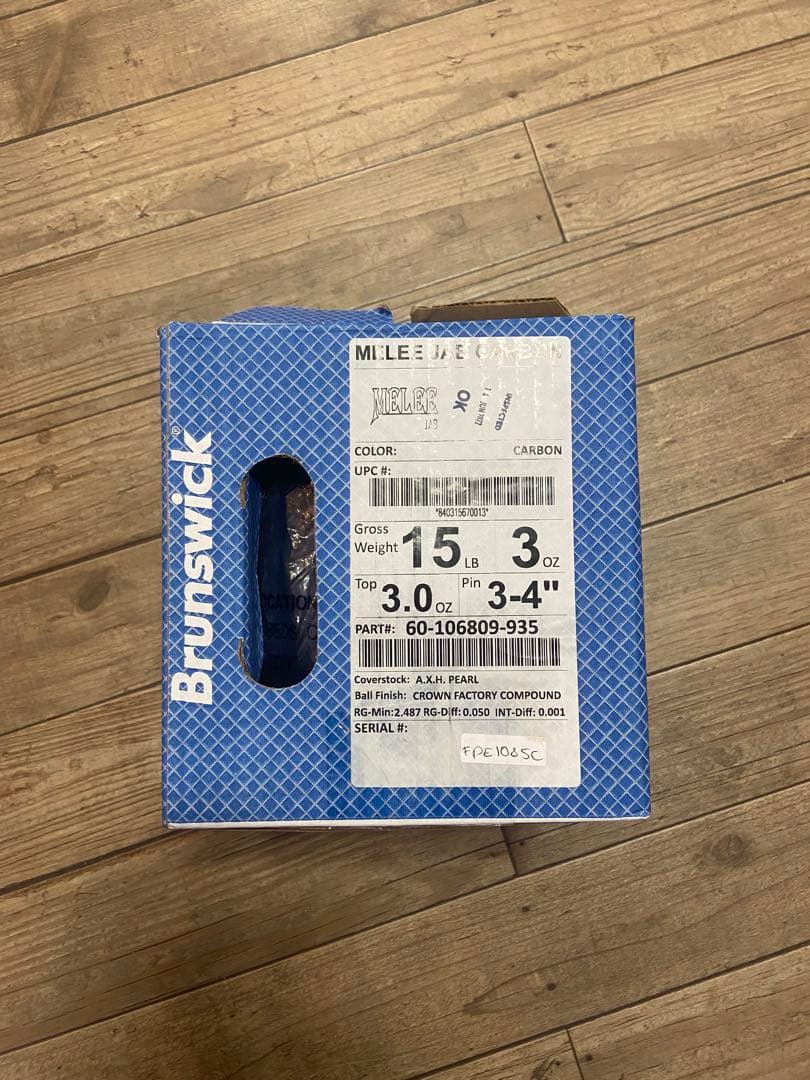 Brunswick®
MELEE JAB CARBON
MELEE
JAB
OK
INSPECTED
COLOR: CARBON
UPC #:
*840315670013*
Gross Weight 15 LB 3 OZ
Top 3.0 OZ Pin 3-4"
PART#: 60-106809-935
Coverstock: A.X.H. PEARL
Ball Finish: CROWN FACTORY COMPOUND
RG-Min:2.487 RG-Diff:0.050 INT-Diff: 0.001
SERIAL #: